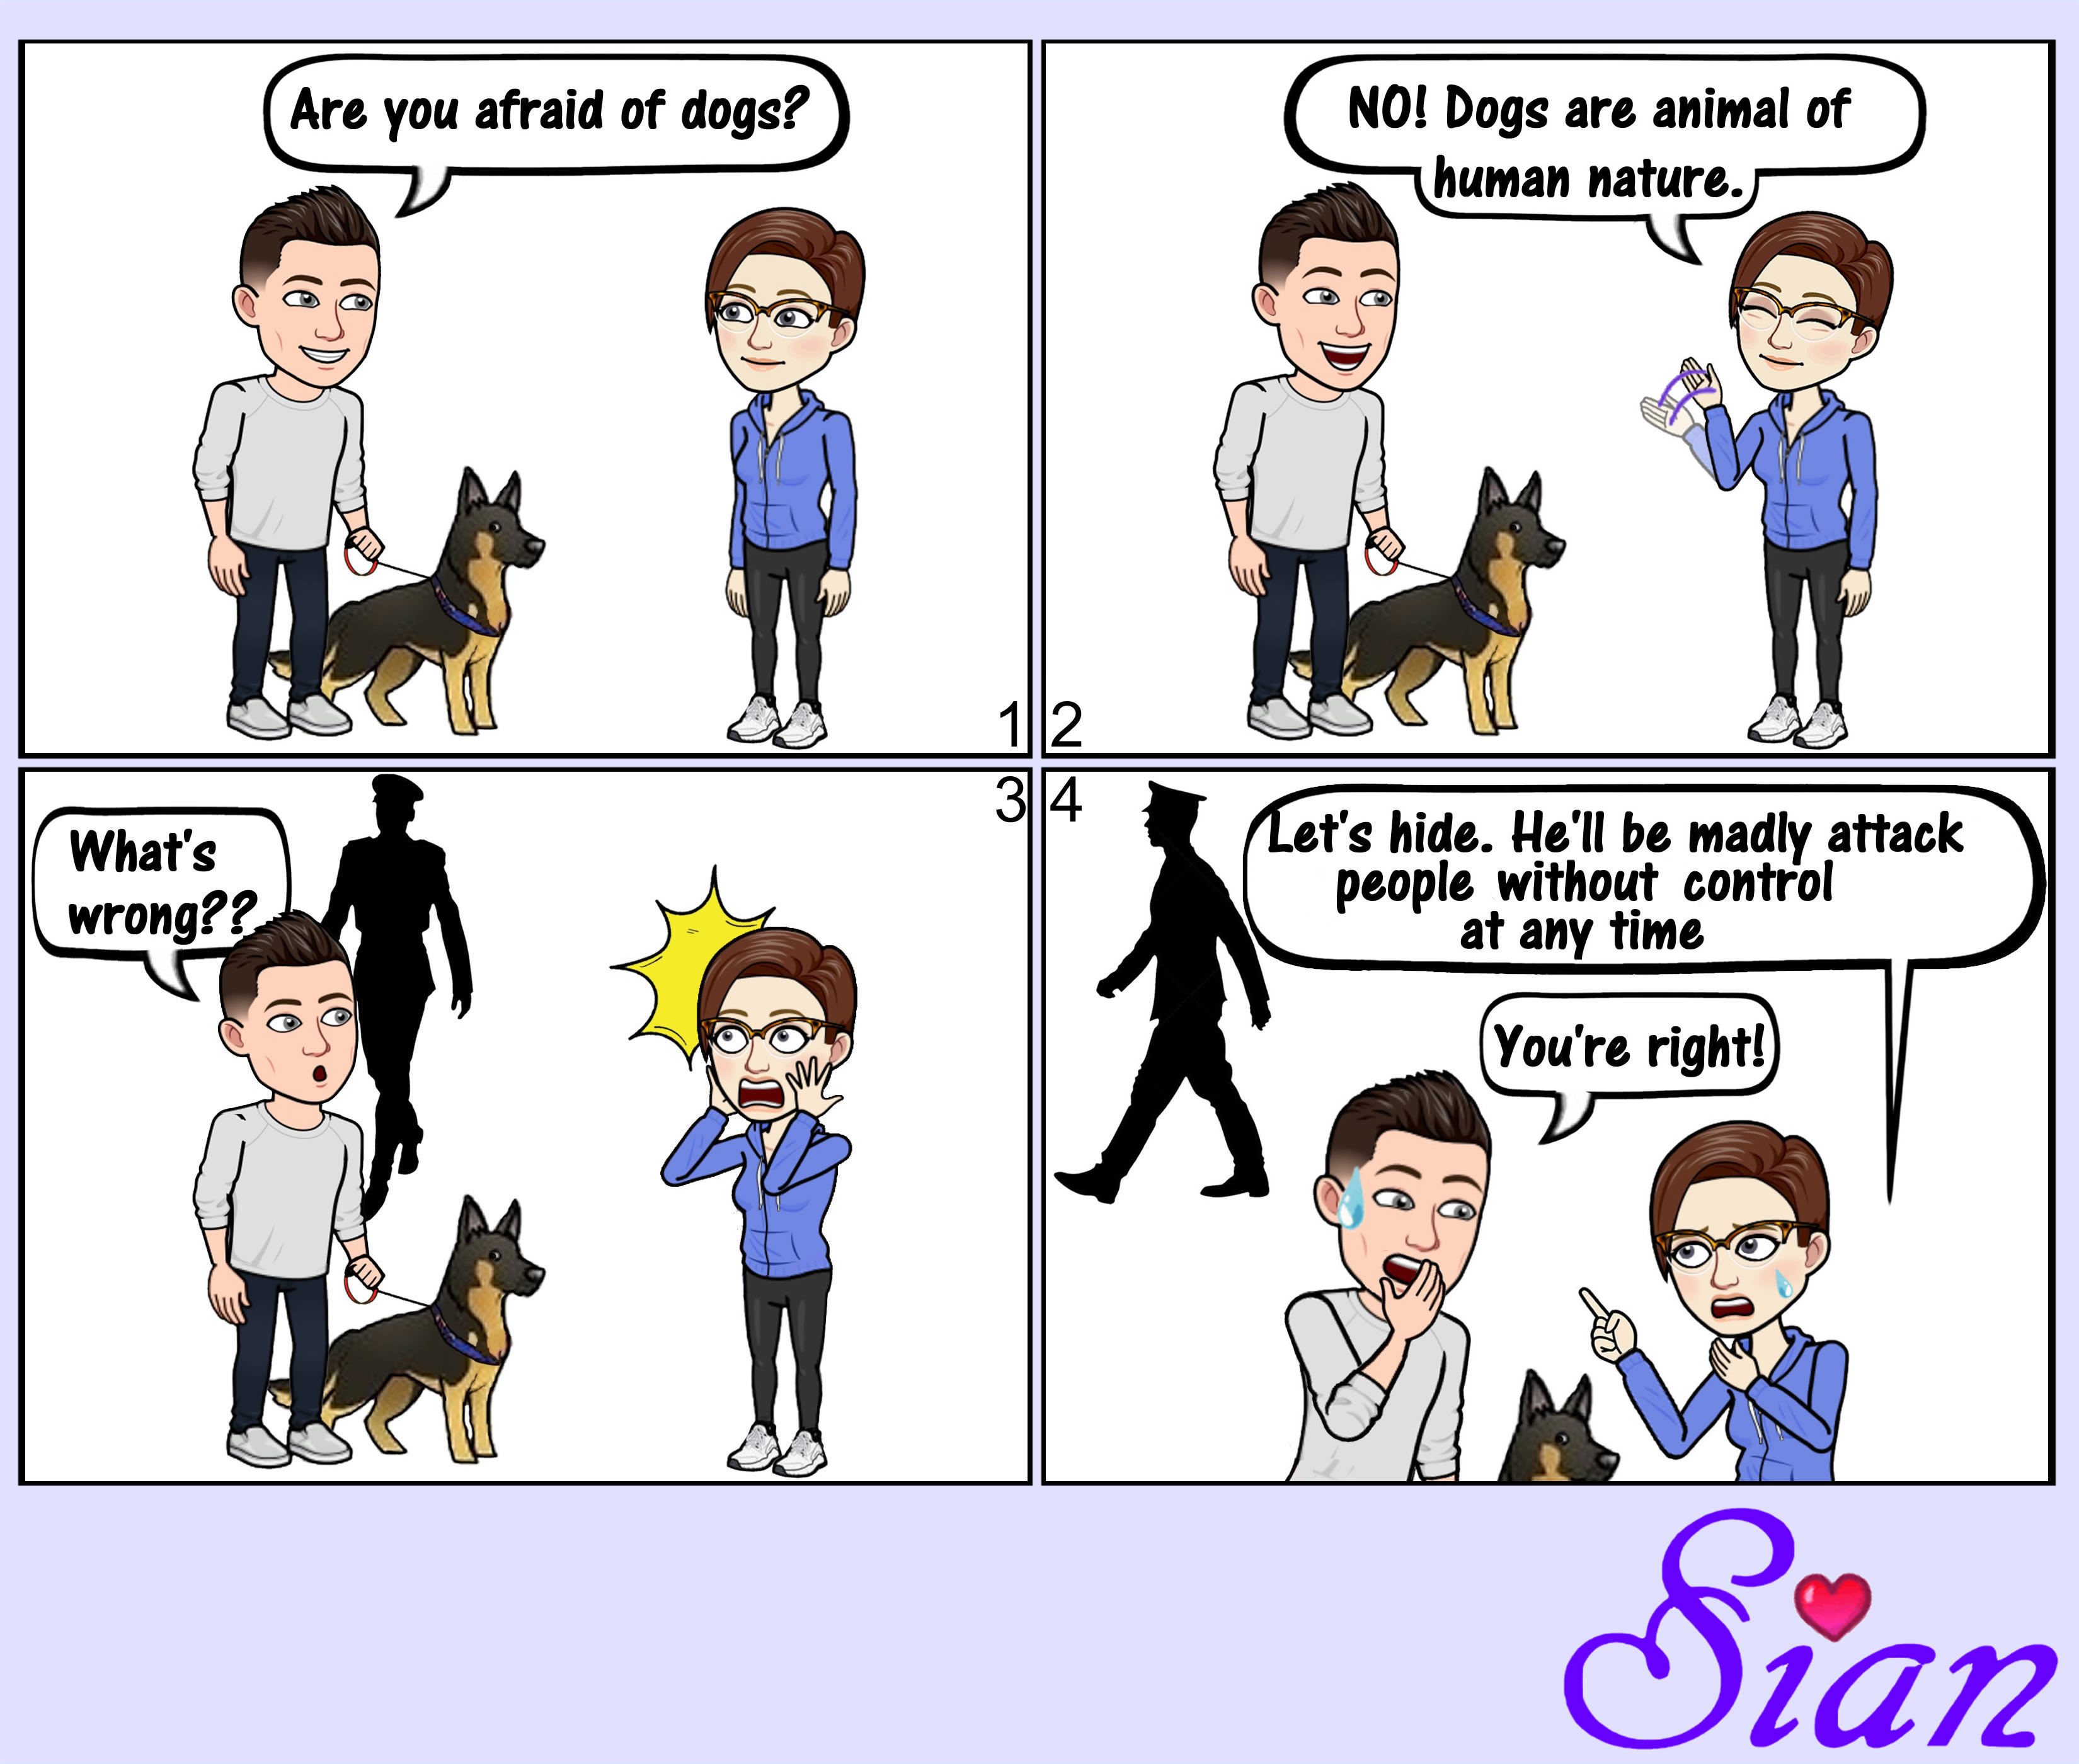 Are you afraid of dogs?
1
NO! Dogs are animal of
human nature.
2
What's
wrong??
3
4
Let's hide. He'll be madly attack
people without control
at any time
You're right!
Sian